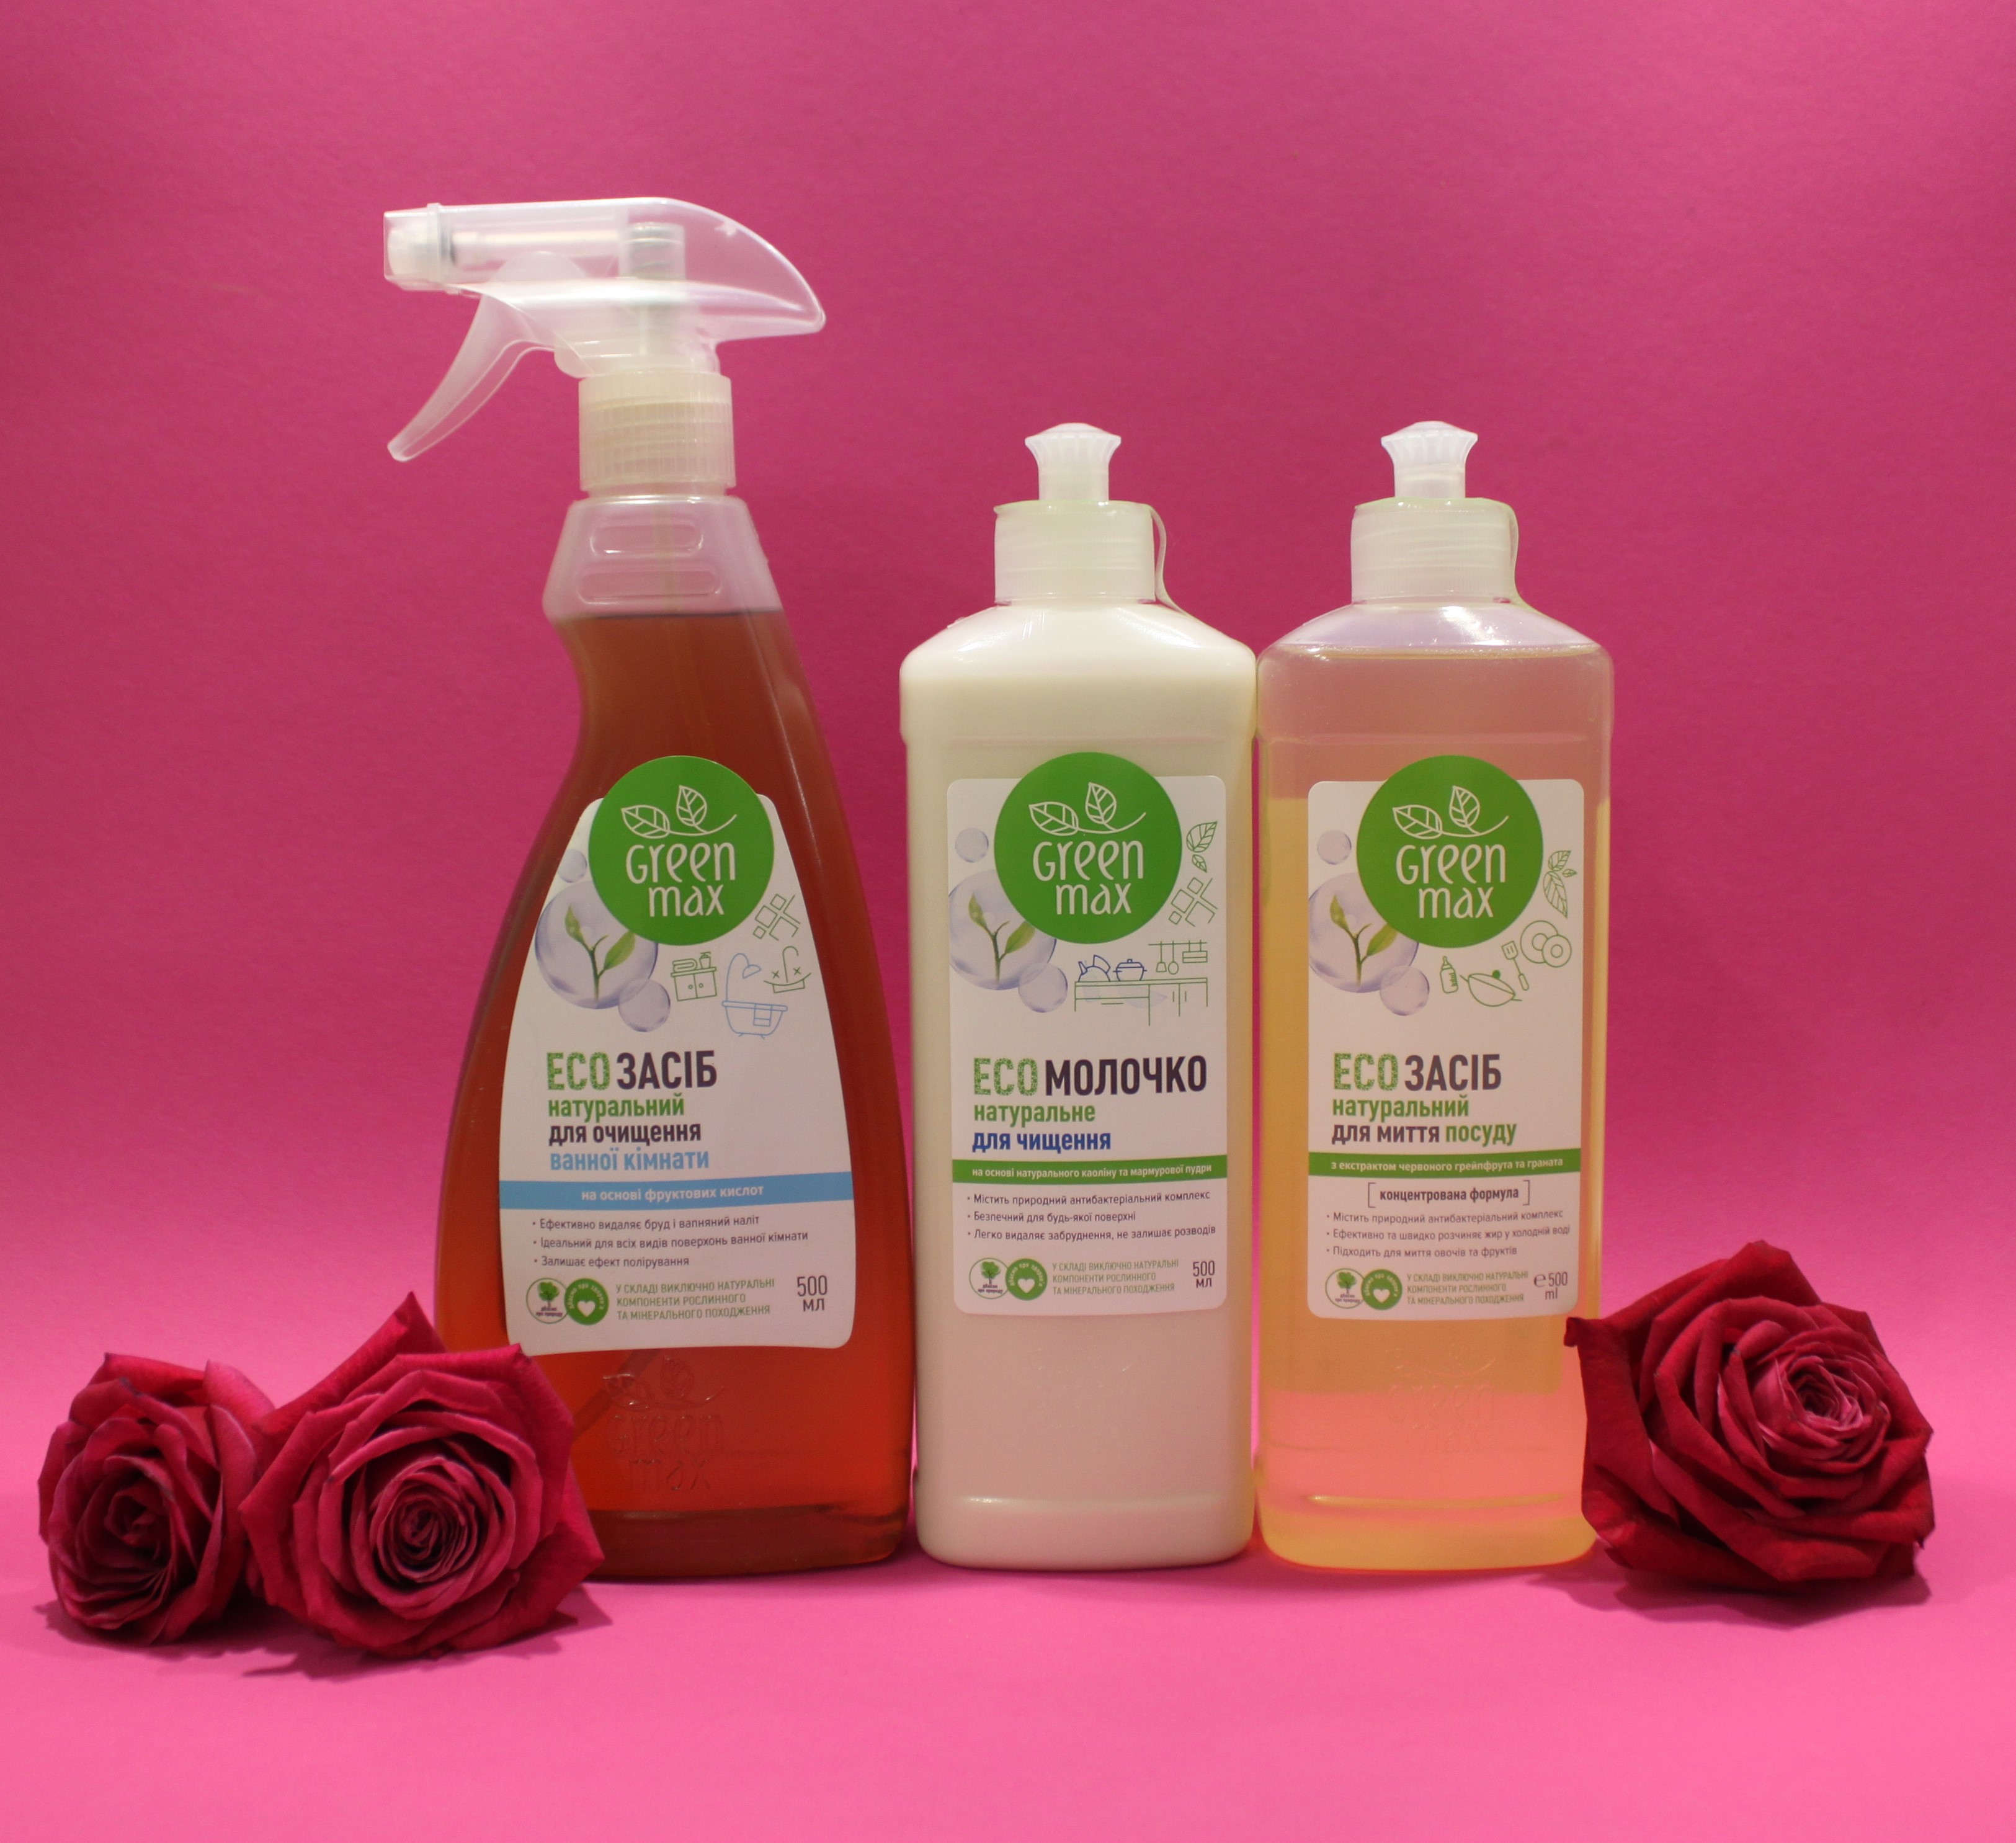 Green
max
ECO ЗАСІБ
натуральний
для очищення
ванної кімнати
на основі фруктових кислот
• Ефективно видаляє бруд і вапняний наліт
• Ідеальний для всіх видів поверхонь ванної кімнати
• Залишає ефект полірування
У СКЛАДІ ВИКЛЮЧНО НАТУРАЛЬНІ
КОМПОНЕНТИ РОСЛИННОГО
ТА МІНЕРАЛЬНОГО ПОХОДЖЕННЯ
500
МЛ
Green
max
Green
max
ECO МОЛОЧКО
натуральне
для чищення
на основі натурального каоліну та мармурової пудри
• Містить природний антибактеріальний комплекс
• Безпечний для будь-якої поверхні
• Легко видаляє забруднення, не залишає розводів
У СКЛАДІ ВИКЛЮЧНО НАТУРАЛЬНІ
КОМПОНЕНТИ РОСЛИННОГО
ТА МІНЕРАЛЬНОГО ПОХОДЖЕННЯ
500
МЛ
Green
max
ECO ЗАСІБ
натуральний
для миття посуду
з екстрактом червоного грейпфрута та граната
[концентрована формула]
• Містить природний антибактеріальний комплекс
• Ефективно та швидко розчиняє жир у холодній воді
• Підходить для миття овочів та фруктів
У СКЛАДІ ВИКЛЮЧНО НАТУРАЛЬНІ
КОМПОНЕНТИ РОСЛИННОГО
ТА МІНЕРАЛЬНОГО ПОХОДЖЕННЯ
℮ 500
ml